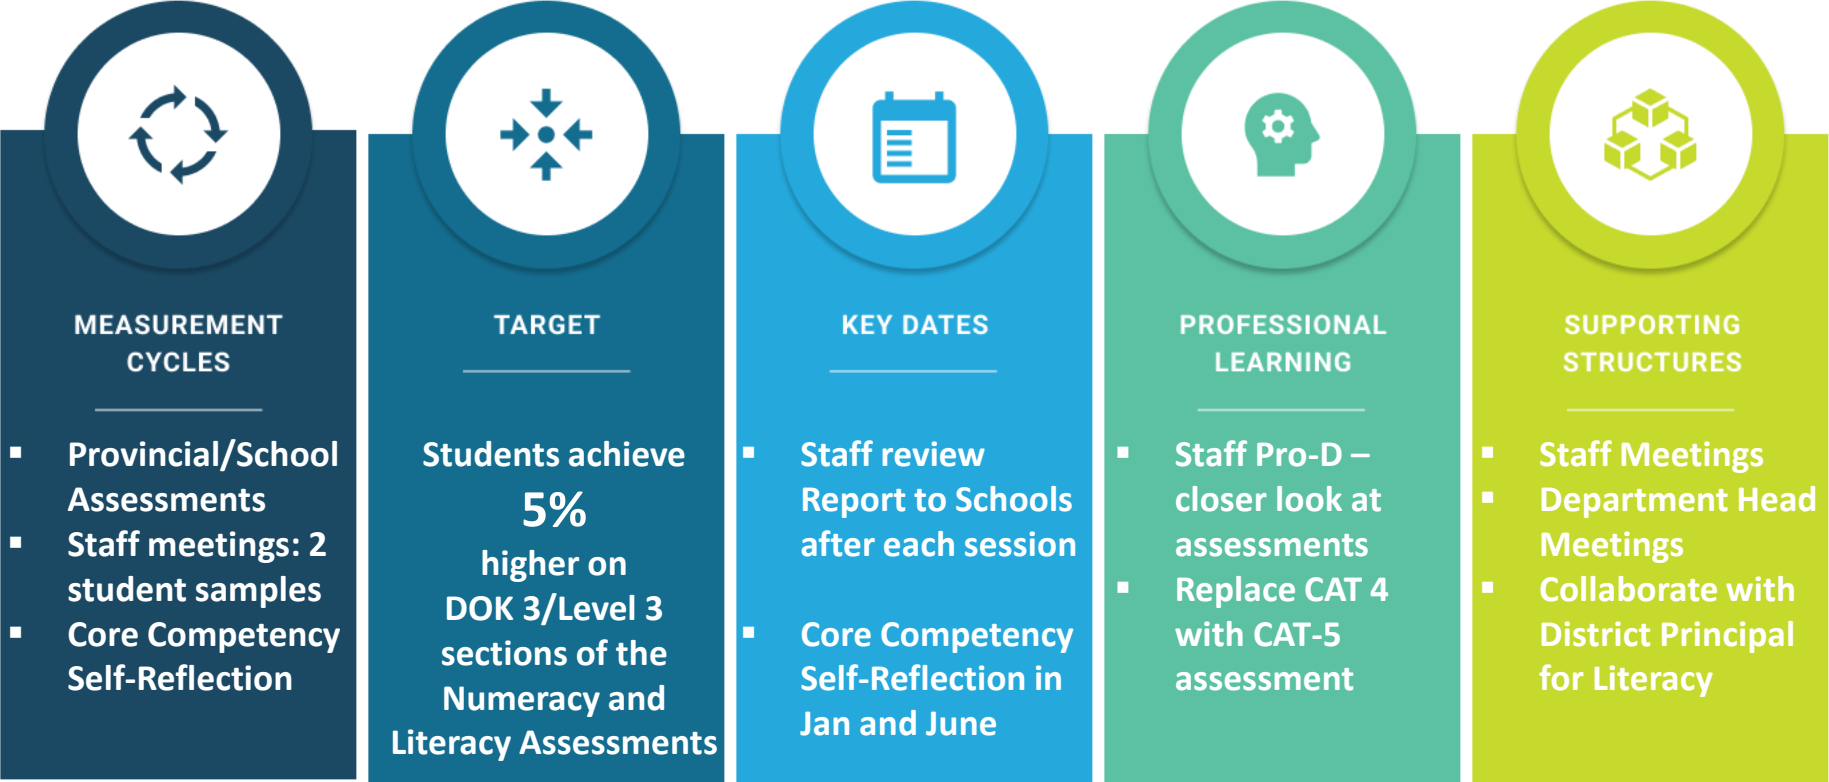 MEASUREMENT
CYCLES
▪ Provincial/School
Assessments
▪ Staff meetings: 2
student samples
▪ Core Competency
Self-Reflection
TARGET
Students achieve
5%
higher on
DOK 3/Level 3
sections of the
Numeracy and
Literacy Assessments
KEY DATES
▪ Staff review
Report to Schools
after each session
▪ Core Competency
Self-Reflection in
Jan and June
PROFESSIONAL
LEARNING
▪ Staff Pro-D –
closer look at
assessments
▪ Replace CAT 4
with CAT-5
assessment
SUPPORTING
STRUCTURES
▪ Staff Meetings
▪ Department Head
Meetings
▪ Collaborate with
District Principal
for Literacy